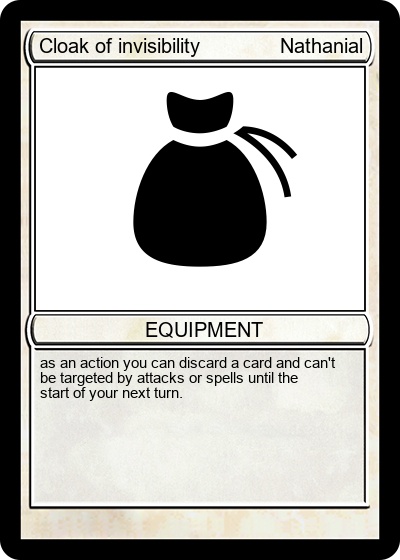 Cloak of invisibility Nathanial
EQUIPMENT
as an action you can discard a card and can't
be targeted by attacks or spells until the
start of your next turn.